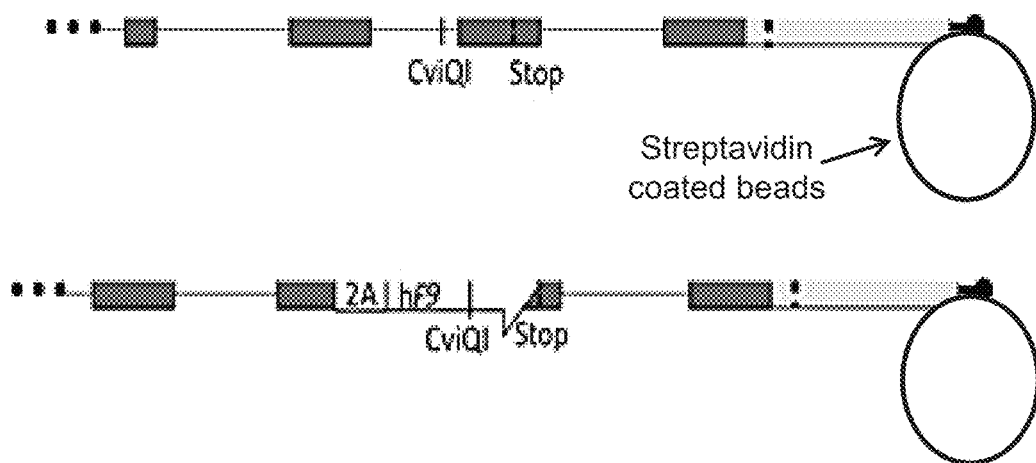 CviQI
Stop
Streptavidin
coated beads
2A hf9
CviQI
Stop